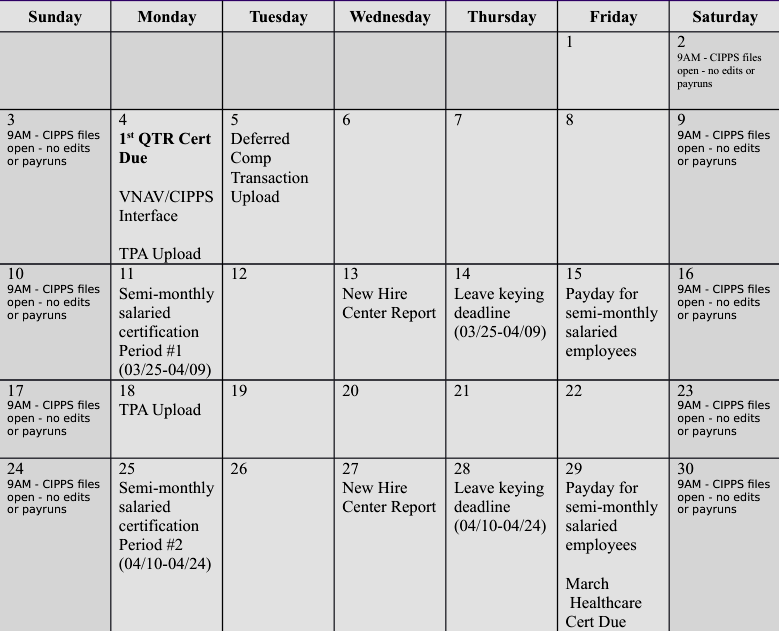 Sunday Monday Tuesday Wednesday Thursday Friday Saturday
1
2
9AM - CIPPS files
open - no edits or
payruns
3
9AM - CIPPS files
open - no edits
or payruns
4
1st QTR Cert
Due
VNAV/CIPPS
Interface
TPA Upload
5
Deferred
Comp
Transaction
Upload
6
7
8
9
9AM - CIPPS files
open - no edits
or payruns
10
9AM - CIPPS files
open - no edits
or payruns
11
Semi-monthly
salaried
certification
Period #1
(03/25-04/09)
12
13
New Hire
Center Report
14
Leave keying
deadline
(03/25-04/09)
15
Payday for
semi-monthly
salaried
employees
16
9AM - CIPPS files
open - no edits
or payruns
17
9AM - CIPPS files
open - no edits
or payruns
18
TPA Upload
19
20
21
22
23
9AM - CIPPS files
open - no edits
or payruns
24
9AM - CIPPS files
open - no edits
or payruns
25
Semi-monthly
salaried
certification
Period #2
(04/10-04/24)
26
27
New Hire
Center Report
28
Leave keying
deadline
(04/10-04/24)
29
Payday for
semi-monthly
salaried
employees
March
Healthcare
Cert Due
30
9AM - CIPPS files
open - no edits
or payruns